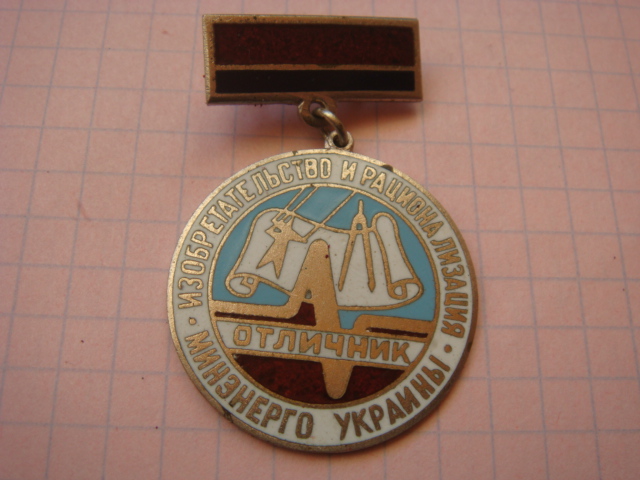 ИЗОБРЕТАТЕЛЬСТВО И РАЦИОНАЛИЗАЦИЯ
ОТЛИЧНИК
МИНЭНЕРГО УКРАИНЫ